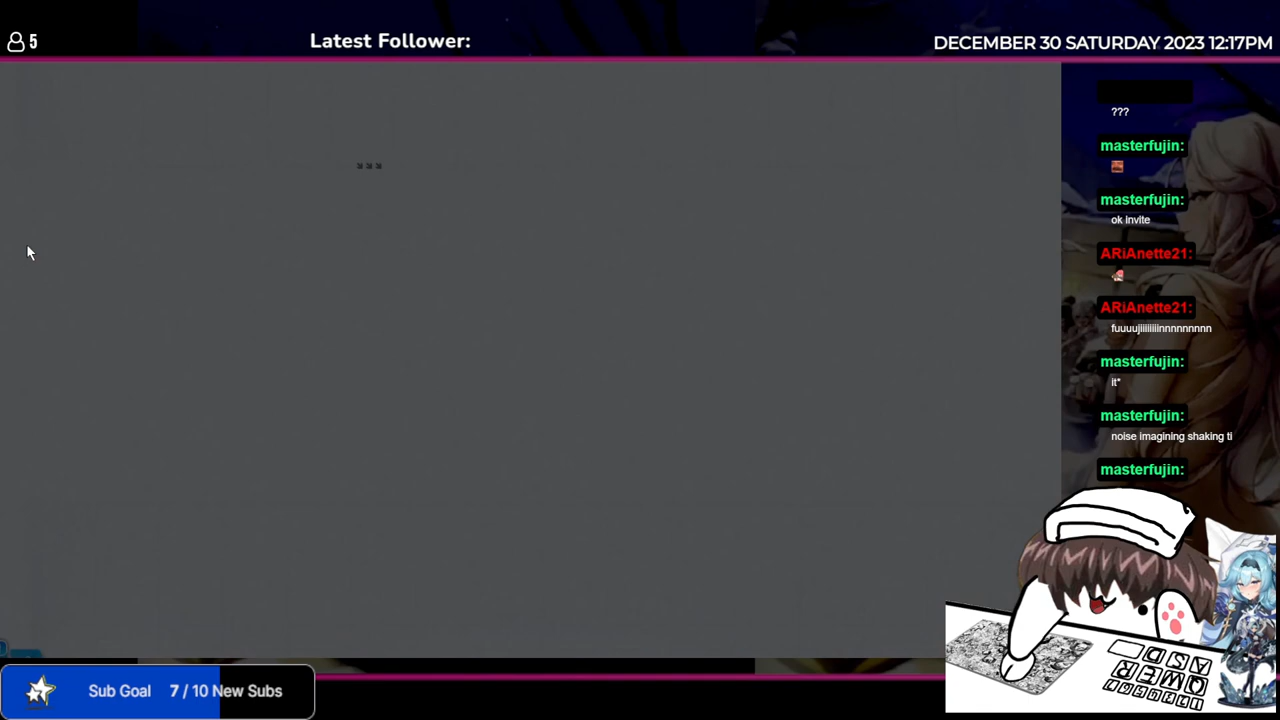 5
Latest Follower:
DECEMBER 30 SATURDAY 2023 12:17PM
???
masterfujin:
masterfujin:
ok invite
ARiAnette21:
ARiAnette21:
fuuuujiiiiiiiinnnnnnnnn
masterfujin:
it*
masterfujin:
noise imagining shaking ti
masterfujin:
Sub Goal 7 / 10 New Subs
D S A
R E W Q